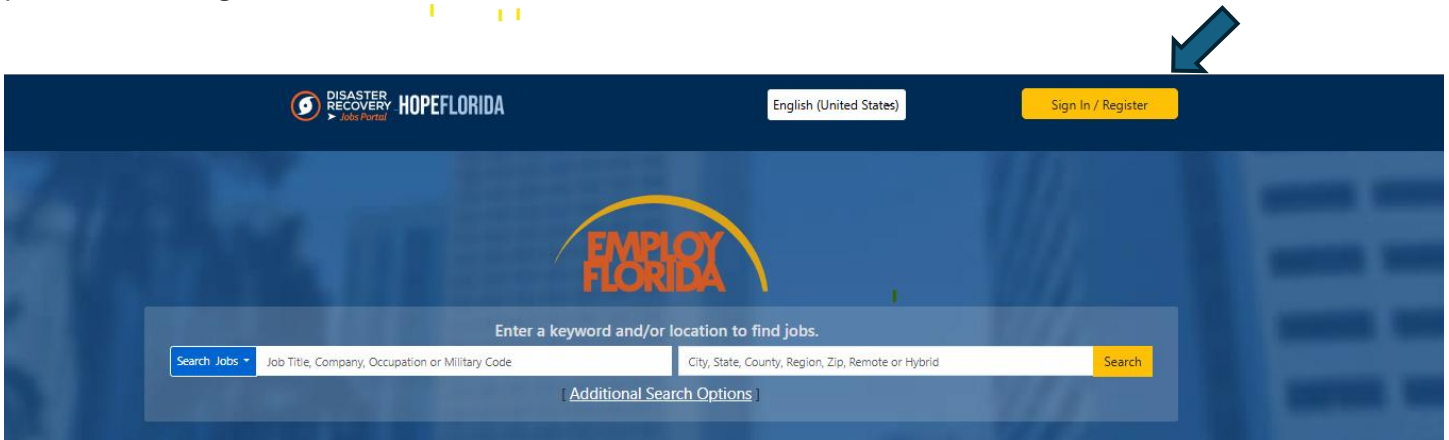 DISASTER
RECOVERY
Jobs Portal
HOPEFLORIDA
English (United States)
Sign In / Register
EMPLOY
FLORIDA
Enter a keyword and/or location to find jobs.
Search Jobs
Job Title, Company, Occupation or Military Code
City, State, County, Region, Zip, Remote or Hybrid
Search
[ Additional Search Options ]